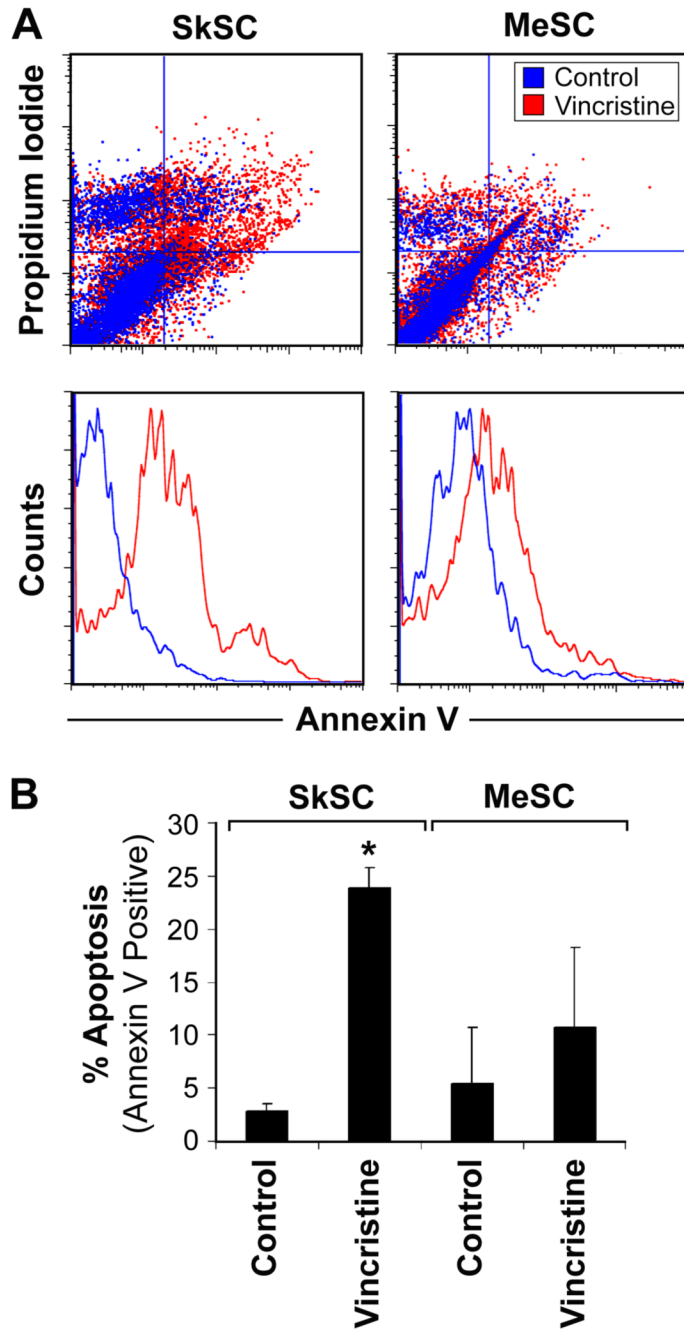 A
SkSC
MeSC
Propidium Iodide
Control
Vincristine
Counts
Annexin V
B
SkSC
MeSC
% Apoptosis
(Annexin V Positive)
30
25
20
15
10
5
0
*
Control
Vincristine
Control
Vincristine